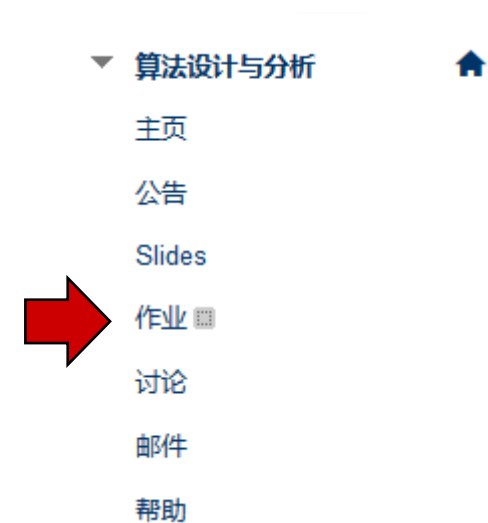 算法设计与分析
主页
公告
Slides
作业
讨论
邮件
帮助